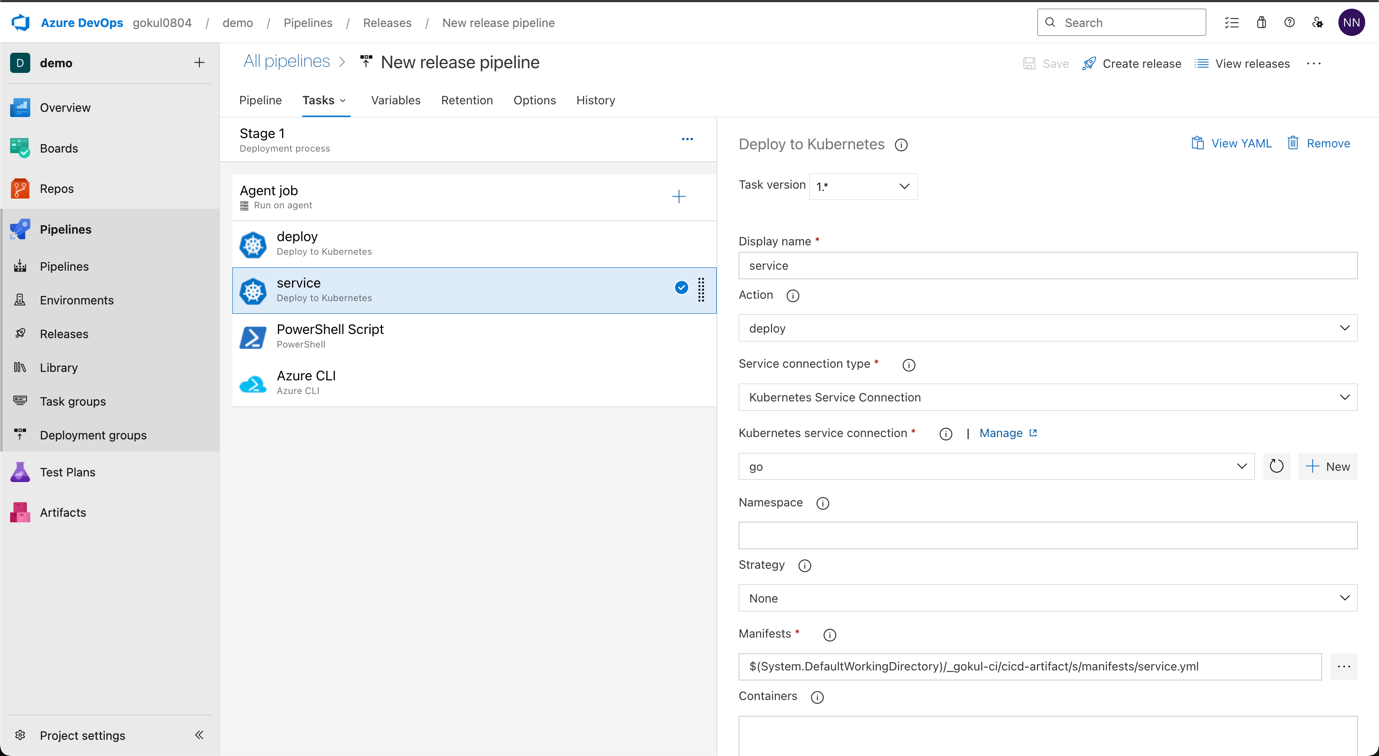 Azure DevOps gokul0804 / demo / Pipelines / Releases / New release pipeline
Search
NN
D demo
Overview
Boards
Repos
Pipelines
Pipelines
Environments
Releases
Library
Task groups
Deployment groups
Test Plans
Artifacts
Project settings
All pipelines > New release pipeline
Save Create release View releases ...
Pipeline Tasks Variables Retention Options History
Stage 1
Deployment process
Agent job
Run on agent
deploy
Deploy to Kubernetes
service
Deploy to Kubernetes
PowerShell Script
PowerShell
Azure CLI
Azure CLI
Deploy to Kubernetes
View YAML Remove
Task version 1.*
Display name *
service
Action
deploy
Service connection type *
Kubernetes Service Connection
Kubernetes service connection * | Manage
go
New
Namespace
Strategy
None
Manifests *
$(System.DefaultWorkingDirectory)/_gokul-ci/cicd-artifact/s/manifests/service.yml
...
Containers